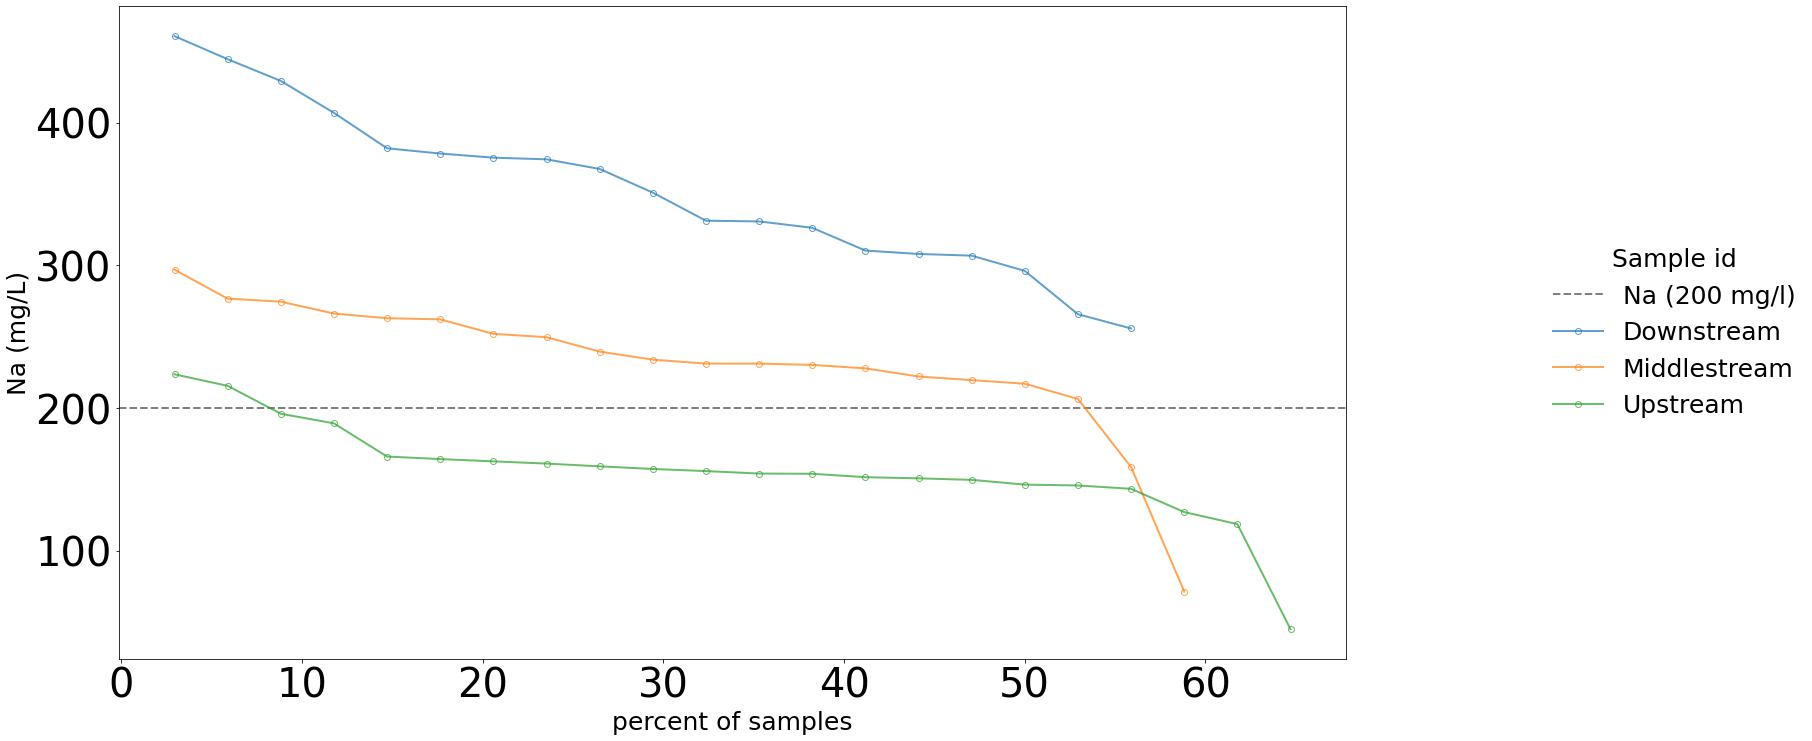 400
300
200
100
Na (mg/L)
0 10 20 30 40 50 60
percent of samples
Sample id
Na (200 mg/l)
Downstream
Middlestream
Upstream